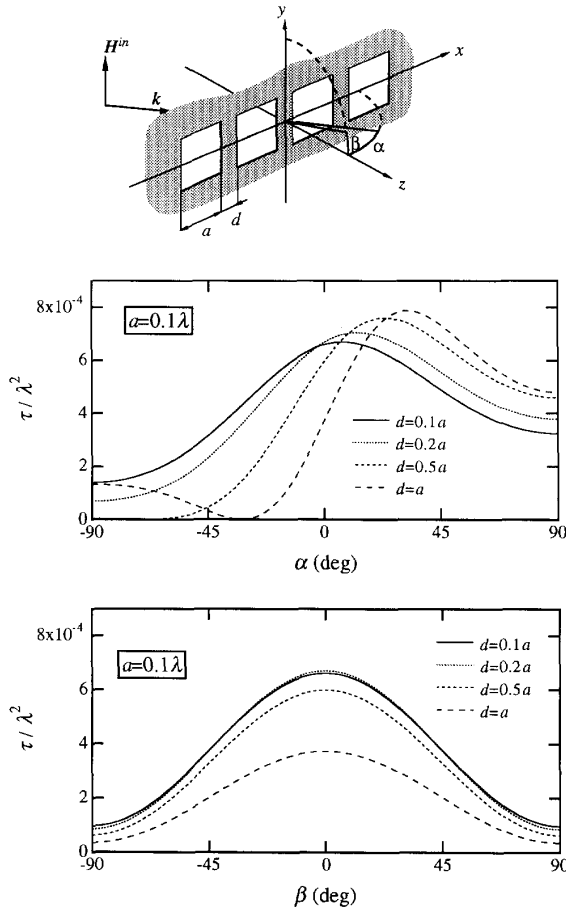 y
x
H^in
k
β
α
z
a
d
8x10^-4
6
4
2
0
τ / λ^2
a=0.1λ
d=0.1a
d=0.2a
d=0.5a
d=a
-90
-45
0
45
90
α (deg)
8x10^-4
6
4
2
0
τ / λ^2
a=0.1λ
d=0.1a
d=0.2a
d=0.5a
d=a
-90
-45
0
45
90
β (deg)